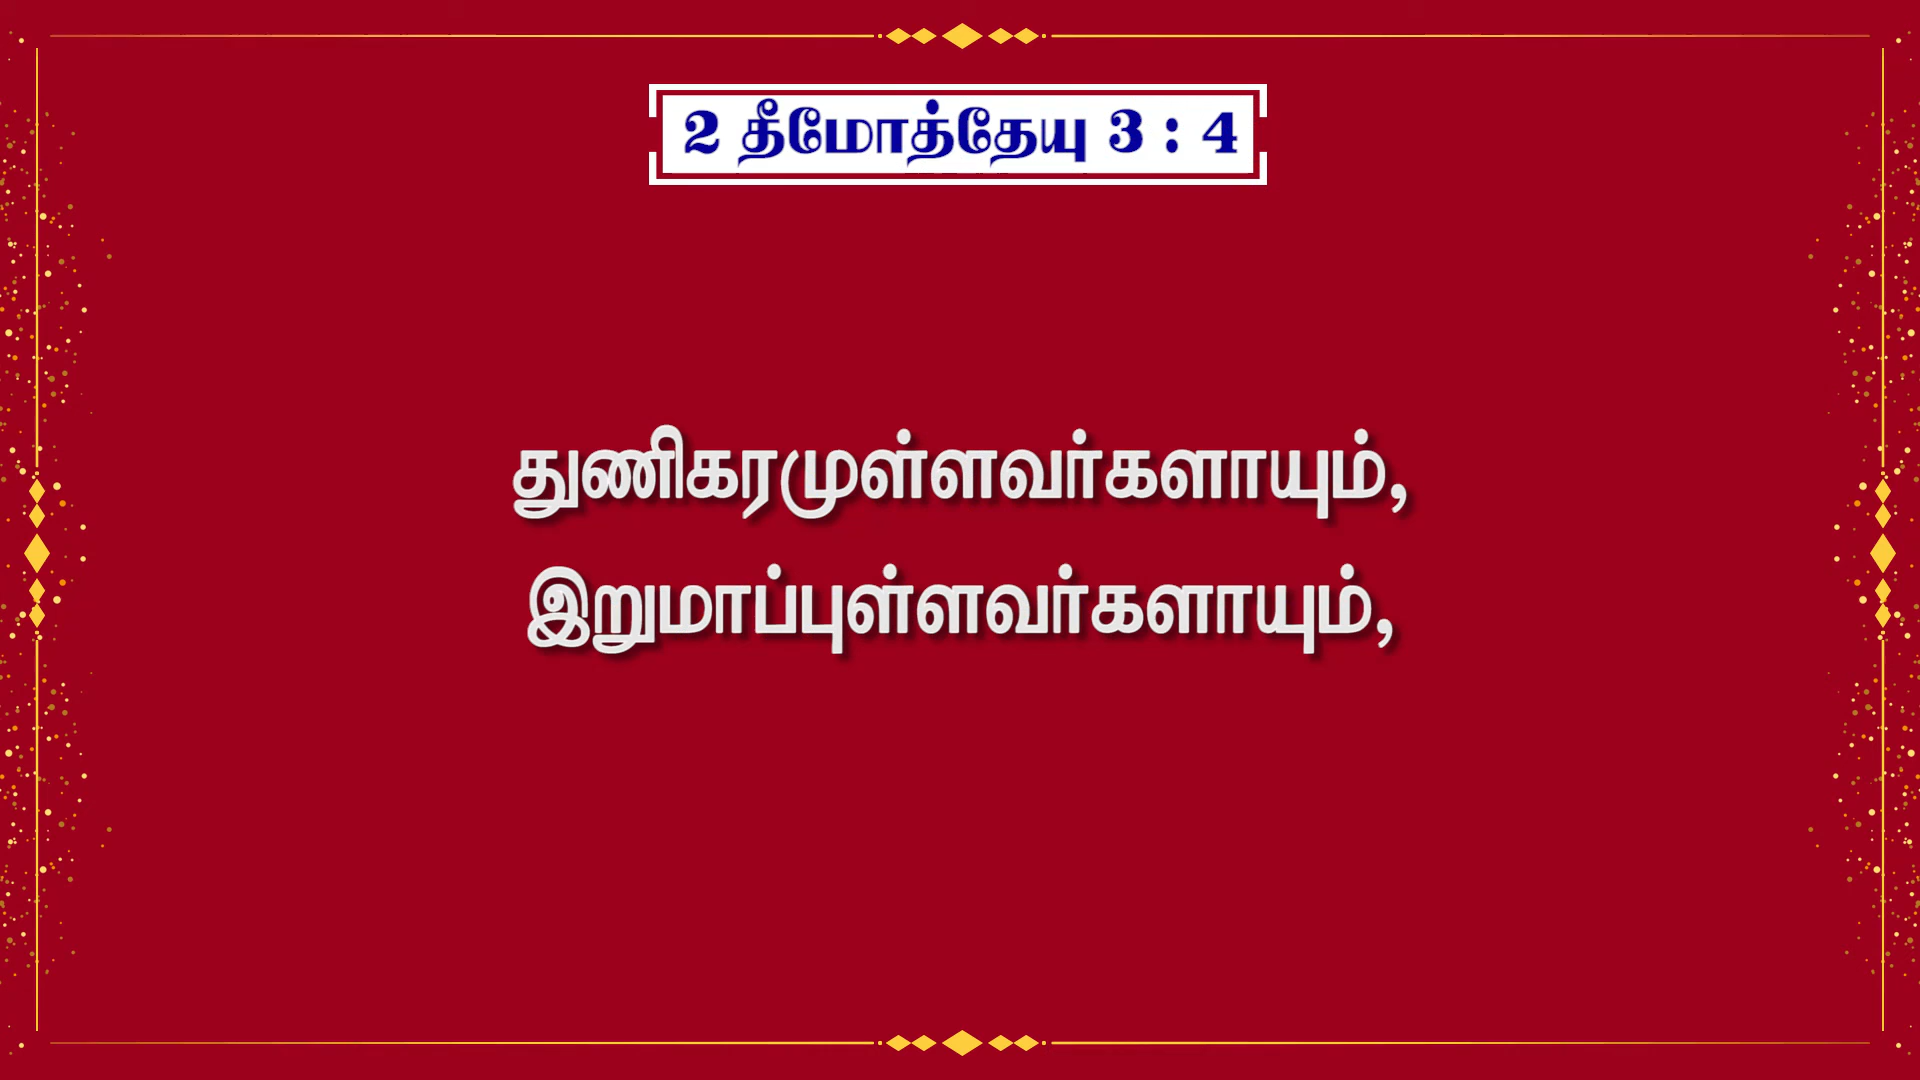 2 தீமோத்தேயு 3 : 4
துணிகரமுள்ளவர்களாயும்,
இறுமாப்புள்ளவர்களாயும்,